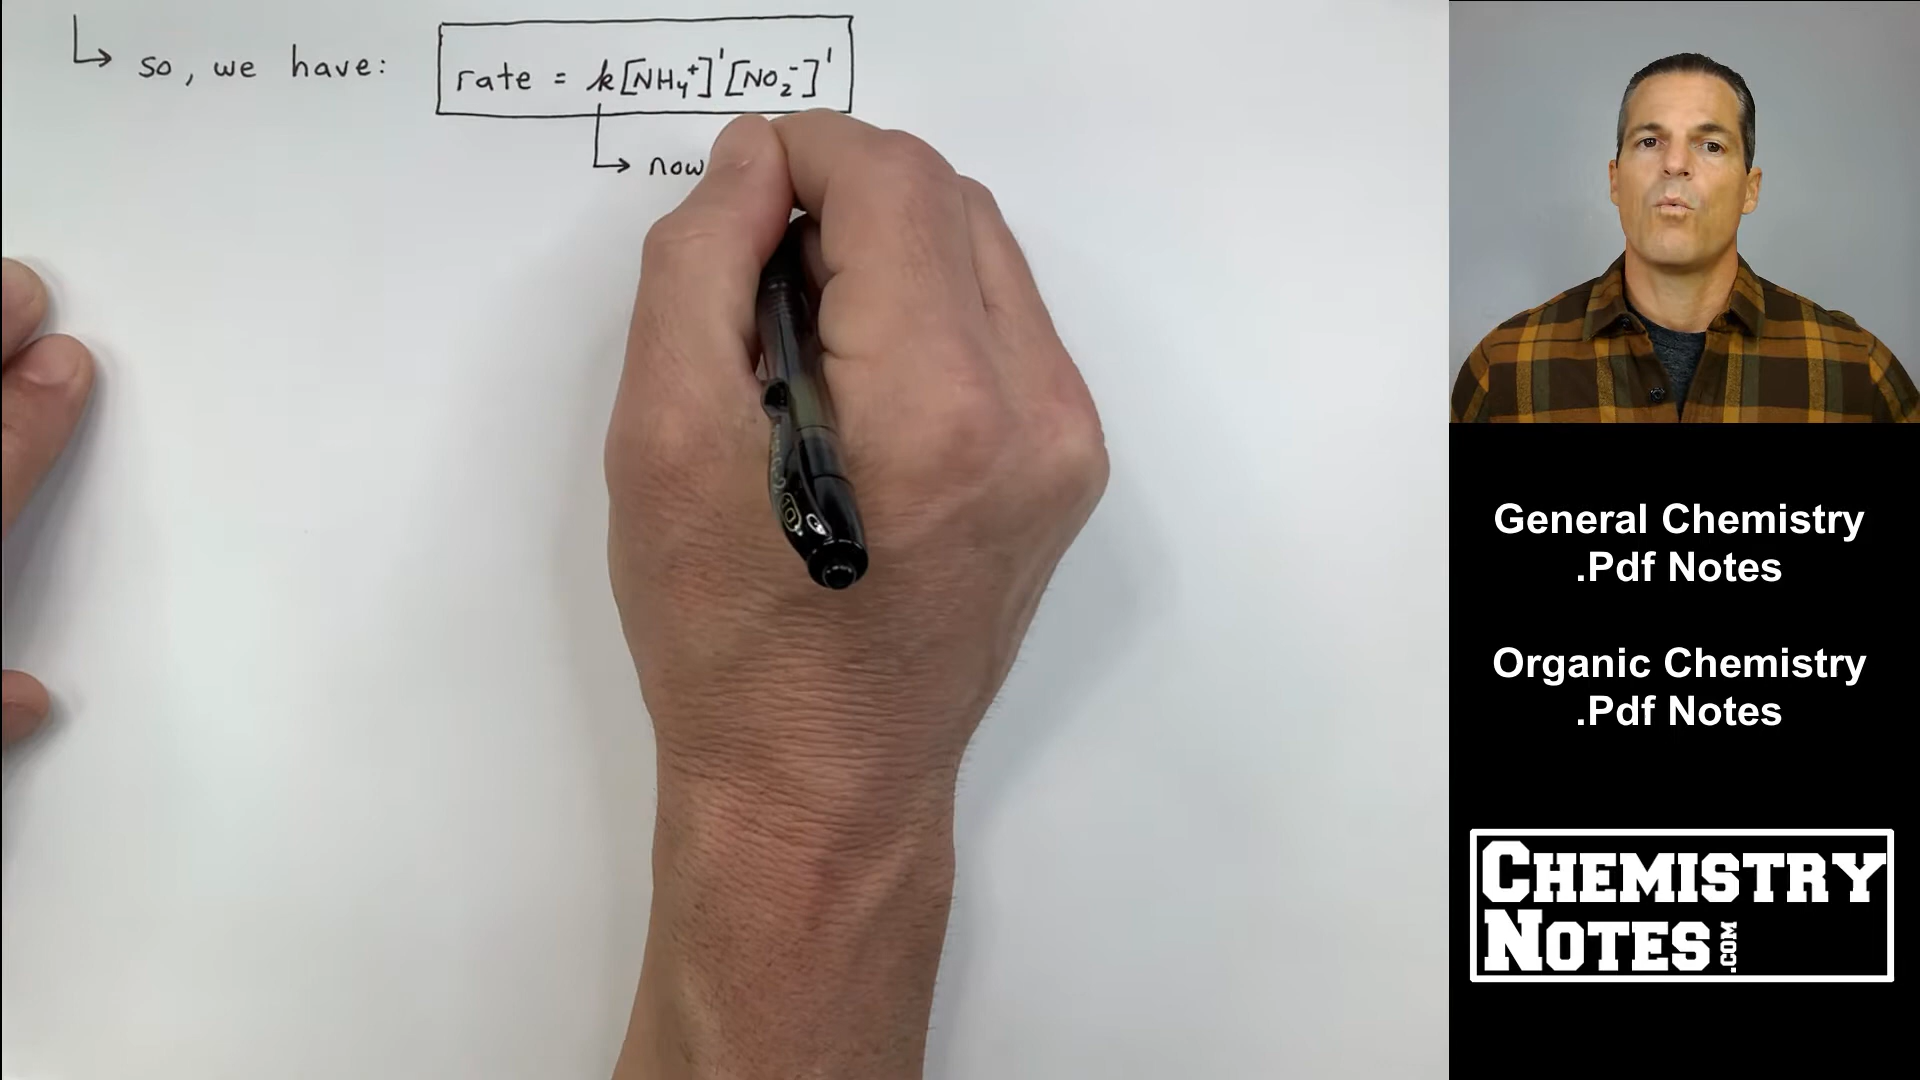 so, we have: rate = k[NH₄⁺]¹[NO₂⁻]¹
now
General Chemistry
.Pdf Notes
Organic Chemistry
.Pdf Notes
CHEMISTRY
NOTES.COM